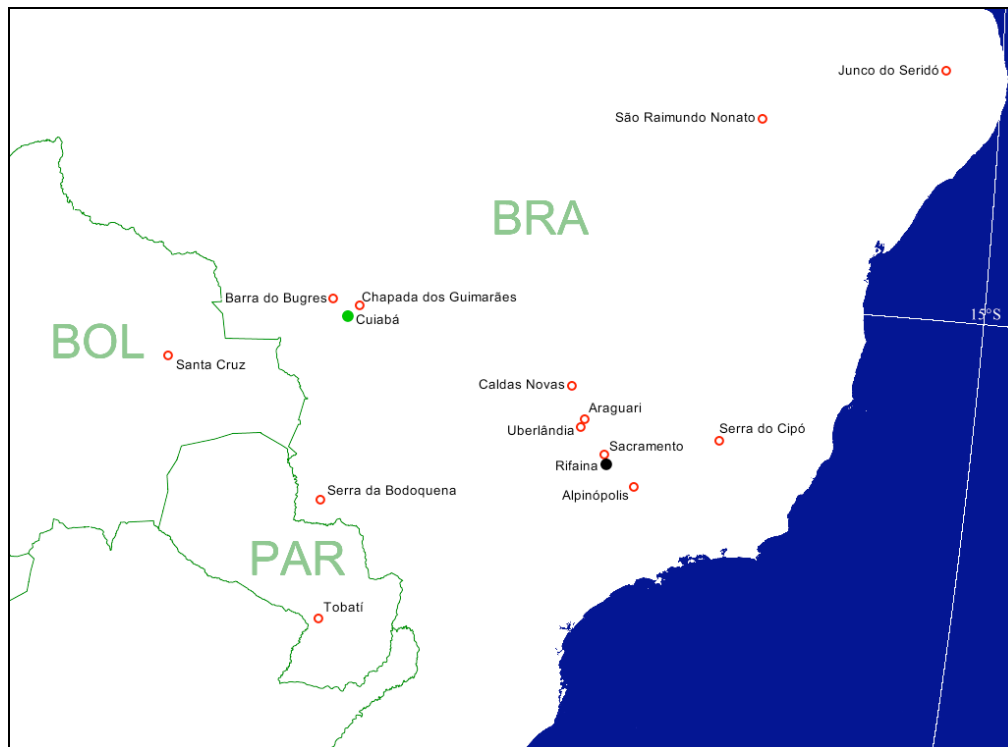 Junco do Seridó
São Raimundo Nonato
BRA
Barra do Bugres
Chapada dos Guimarães
Cuiabá
15°S
BOL
Santa Cruz
Caldas Novas
Araguari
Uberlândia
Serra do Cipó
Sacramento
Rifaina
Serra da Bodoquena
Alpinópolis
PAR
Tobatí